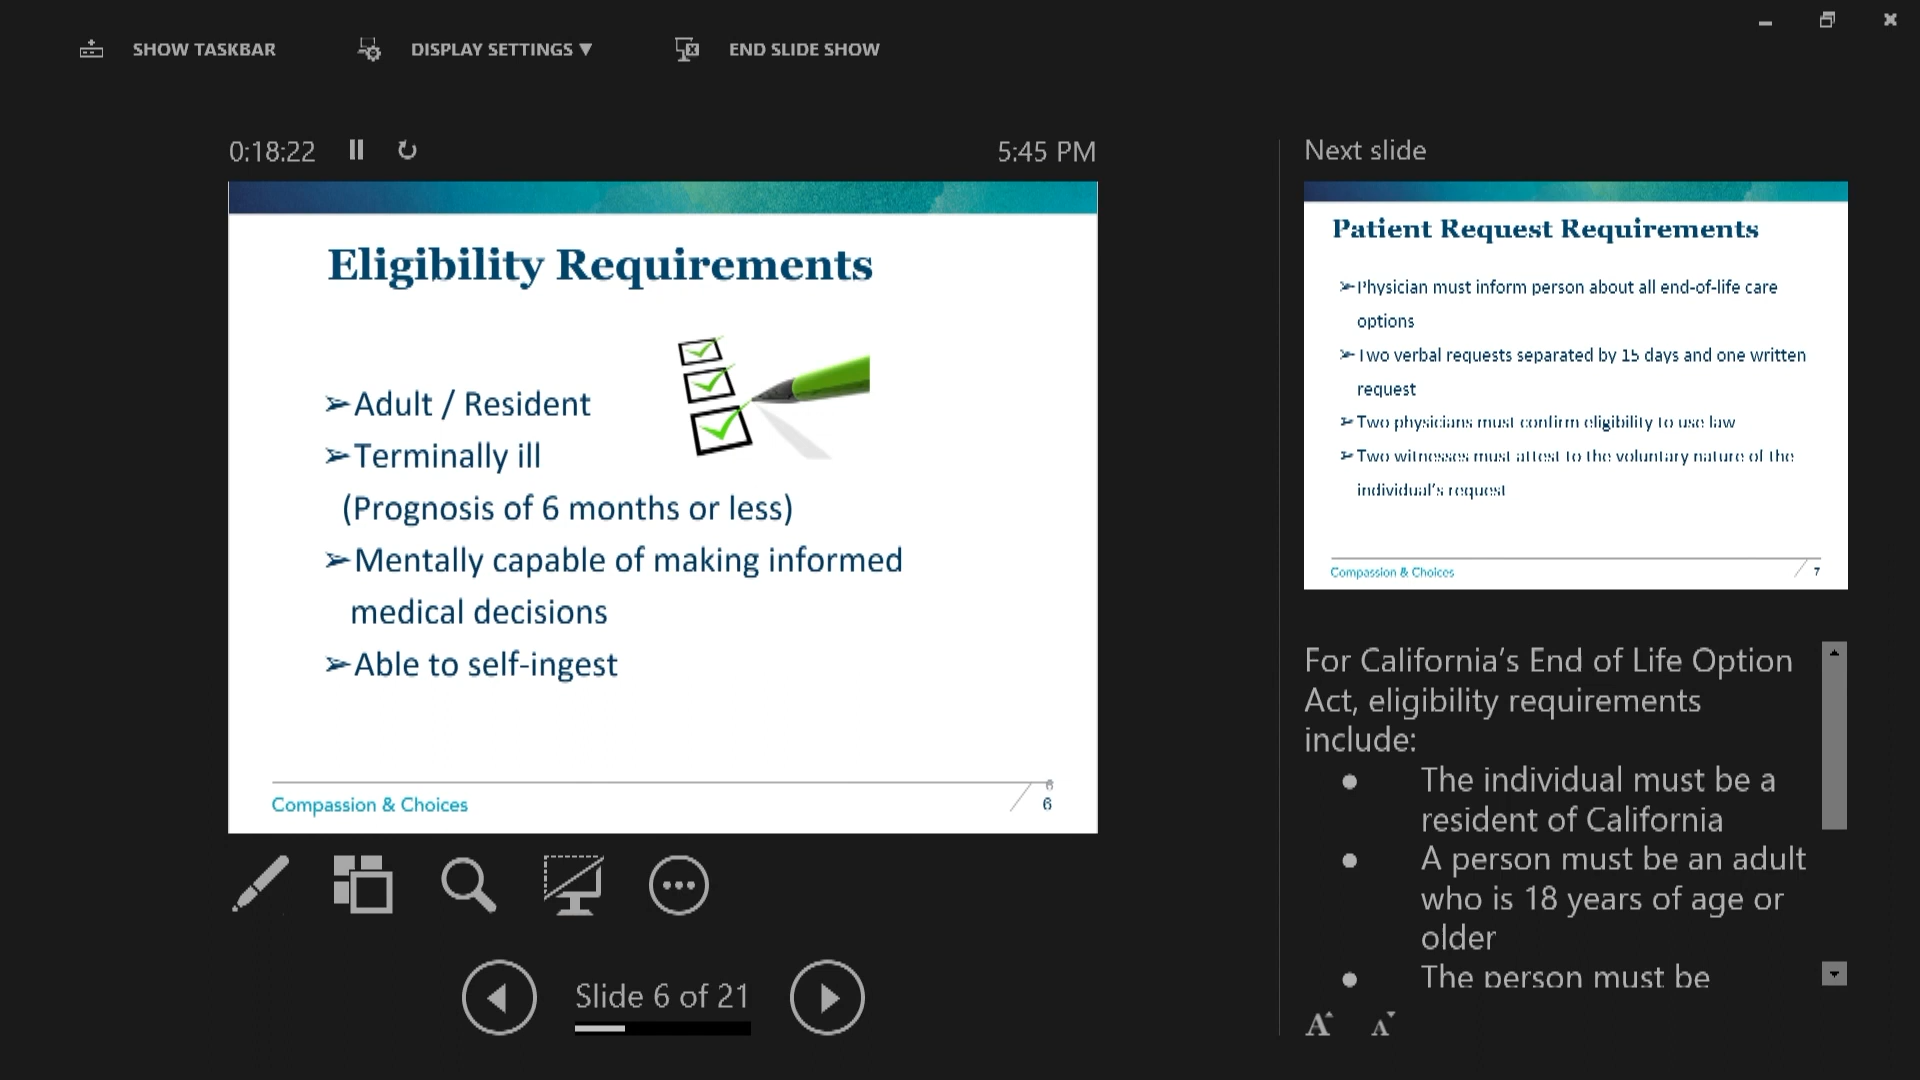 SHOW TASKBAR
DISPLAY SETTINGS ▼
END SLIDE SHOW
0:18:22
5:45 PM
Eligibility Requirements
➢Adult / Resident
➢Terminally ill
(Prognosis of 6 months or less)
➢Mentally capable of making informed
medical decisions
➢Able to self-ingest
6
Compassion & Choices
6
Slide 6 of 21
Next slide
Patient Request Requirements
➢Physician must inform person about all end-of-life care
options
➢Two verbal requests separated by 15 days and one written
request
➢Two physicians must confirm eligibility to use law
➢Two witnesses must attest to the voluntary nature of the
individual's request
Compassion & Choices
7
For California's End of Life Option
Act, eligibility requirements
include:
● The individual must be a
resident of California
● A person must be an adult
who is 18 years of age or
older
● The person must be
A A